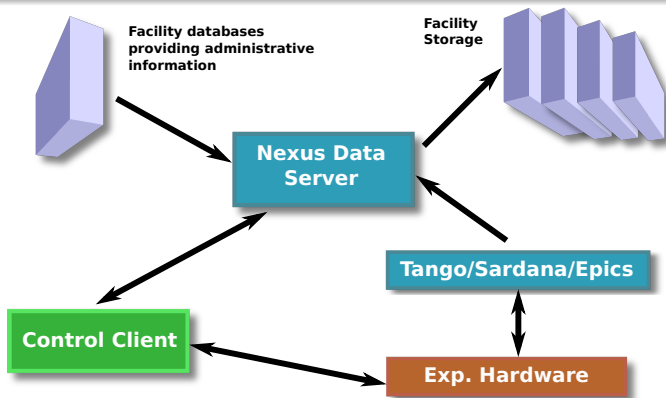 Facility databases
providing administrative
information
Facility
Storage
Nexus Data
Server
Tango/Sardana/Epics
Control Client
Exp. Hardware